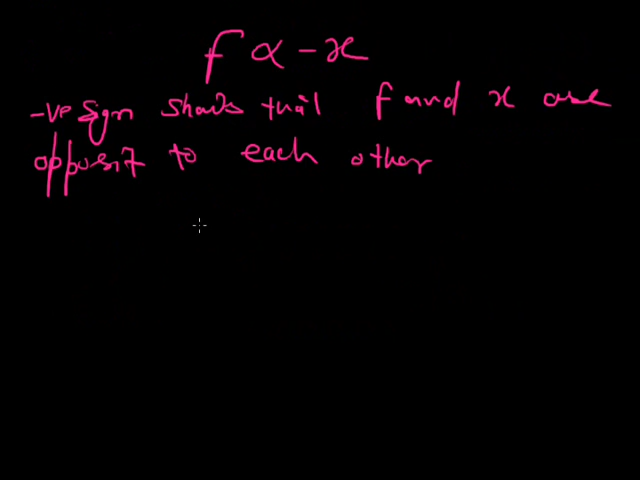 f α - x
-ve sign shows that f and x are
opposit to each other